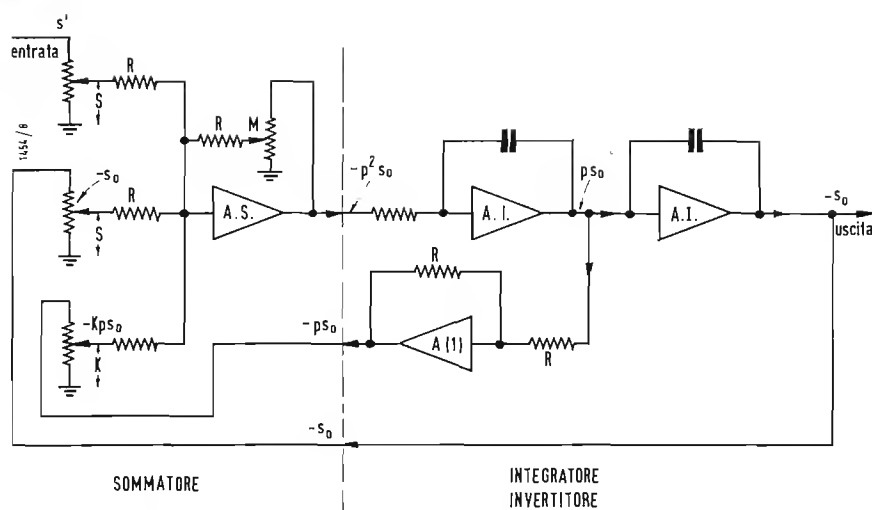 s'
entrata
R
S
1454/8
R
M
-s₀
R
S
A.S.
-p²s₀
A.I.
ps₀
A.I.
-s₀
uscita
R
-Kps₀
K
-ps₀
A(1)
R
-s₀
SOMMATORE
INTEGRATORE
INVERTITORE